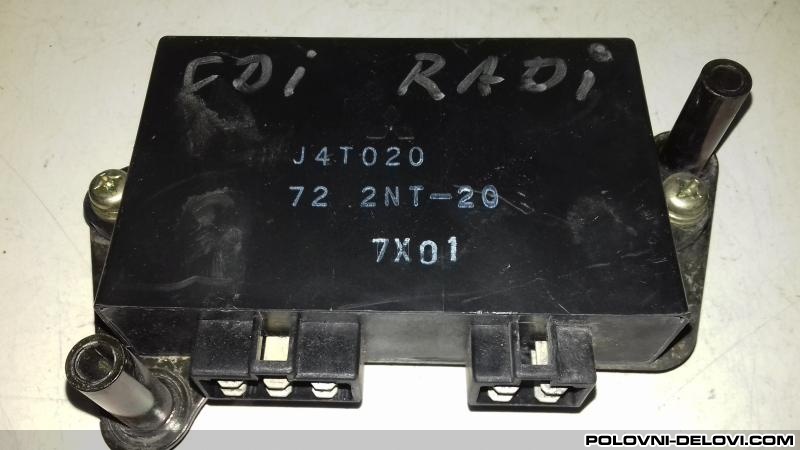 CDi RADi
J4T020
72 2NT-20
7X01
POLOVNI-DELOVI.COM